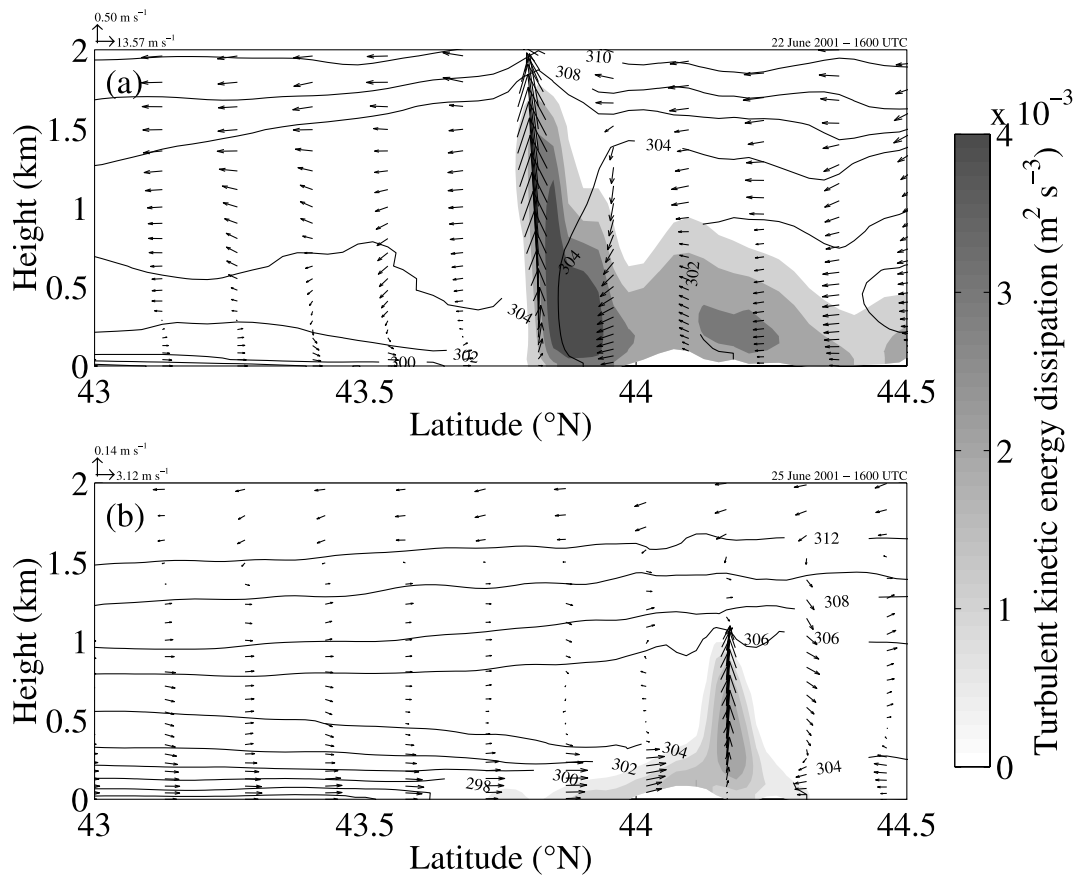 0.50 m s⁻¹
13.57 m s⁻¹
22 June 2001 – 1600 UTC
(a)
2
1.5
1
0.5
0
Height (km)
310
308
304
304
302
304
302
300
43
43.5
44
44.5
Latitude (°N)
0.14 m s⁻¹
3.12 m s⁻¹
25 June 2001 – 1600 UTC
(b)
2
1.5
1
0.5
0
Height (km)
312
308
306
306
304
304
302
300
298
43
43.5
44
44.5
Latitude (°N)
x 10⁻³
4
3
2
1
0
Turbulent kinetic energy dissipation (m² s⁻³)